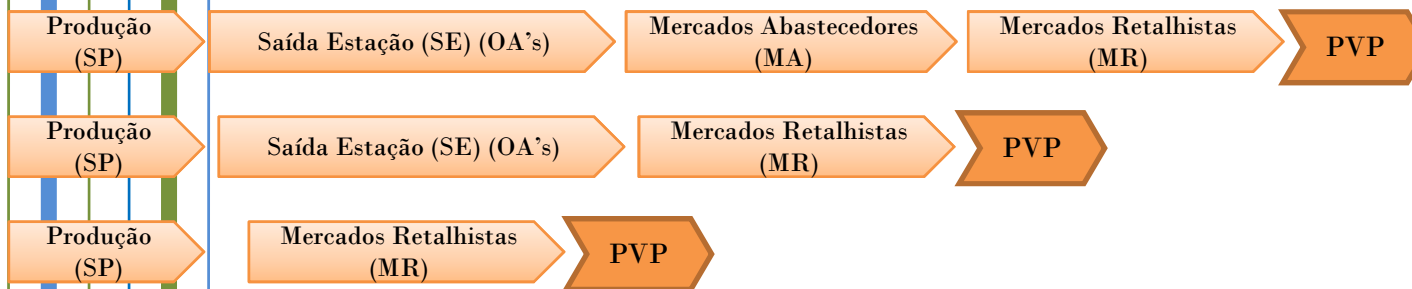 Produção
(SP)
Saída Estação (SE) (OA's)
Mercados Abastecedores
(MA)
Mercados Retalhistas
(MR)
PVP
Produção
(SP)
Saída Estação (SE) (OA's)
Mercados Retalhistas
(MR)
PVP
Produção
(SP)
Mercados Retalhistas
(MR)
PVP